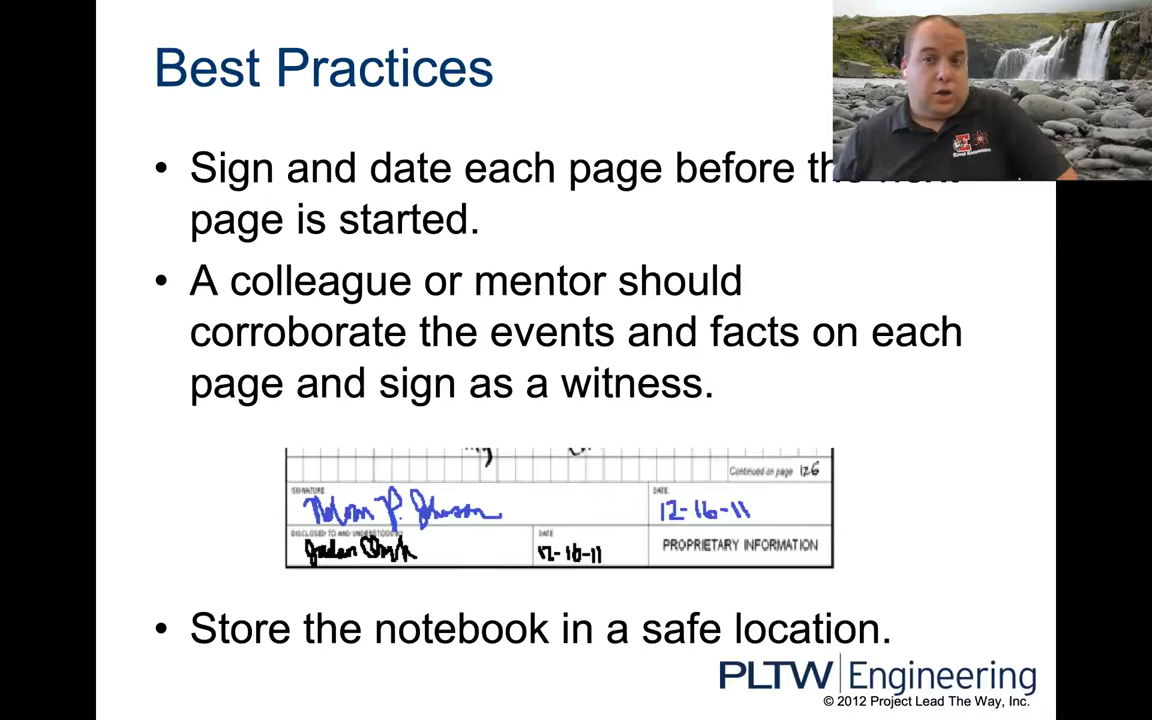 Best Practices
• Sign and date each page before the next
page is started.
• A colleague or mentor should
corroborate the events and facts on each
page and sign as a witness.
Continued on page 126
SIGNATURE
DATE
12-16-11
DISCLOSED TO AND UNDERSTOOD BY
DATE
12-16-11
PROPRIETARY INFORMATION
• Store the notebook in a safe location.
PLTW Engineering
© 2012 Project Lead The Way, Inc.